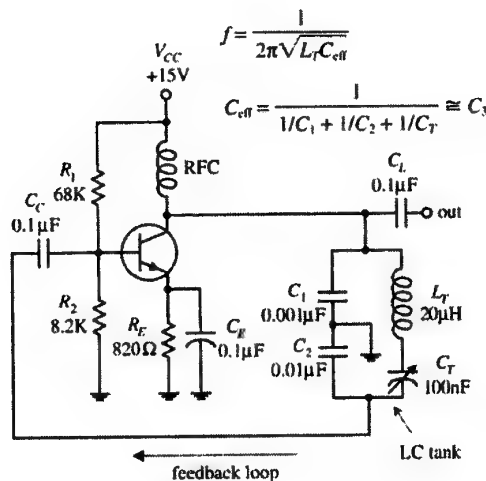 f = 1 / 2π√L_T C_eff
V_CC
+15V
C_eff = 1 / 1/C_1 + 1/C_2 + 1/C_T ≅ C_3
R_1
68K
RFC
C_L
0.1µF
out
C_C
0.1µF
R_2
8.2K
R_E
820Ω
C_E
0.1µF
C_1
0.001µF
C_2
0.01µF
L_T
20µH
C_T
100nF
LC tank
feedback loop